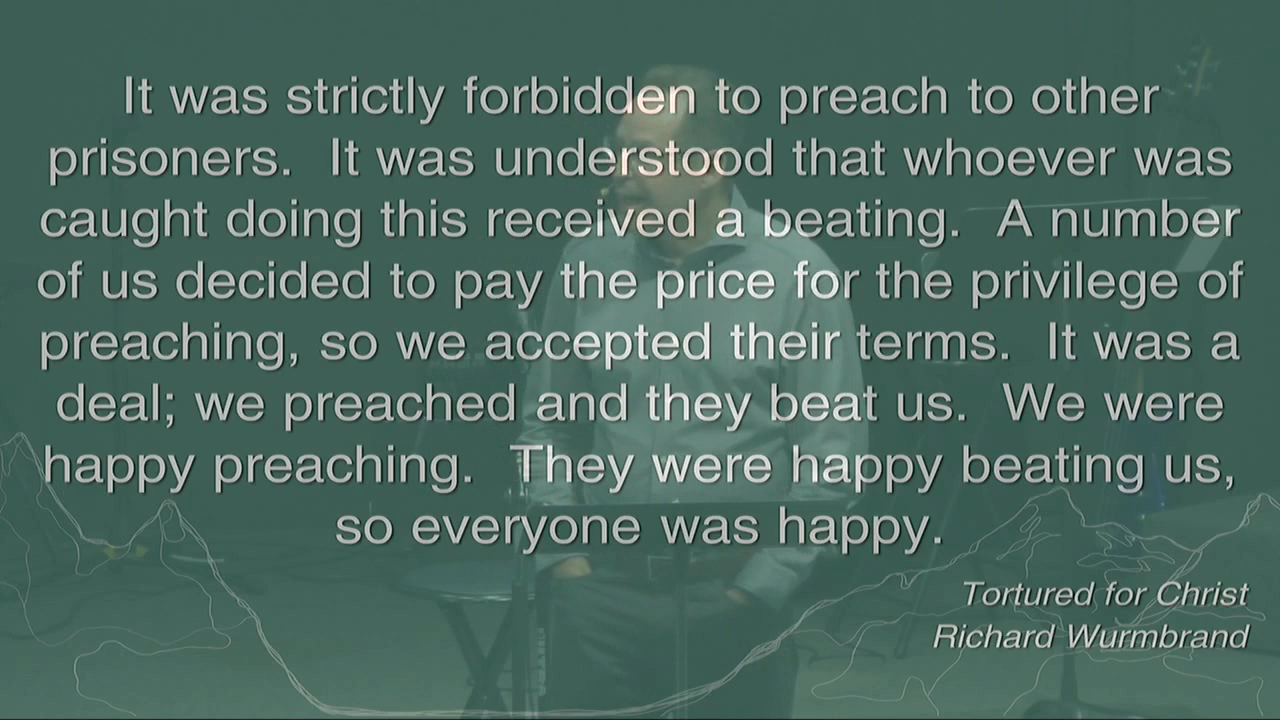 It was strictly forbidden to preach to other
prisoners.  It was understood that whoever was
caught doing this received a beating.  A number
of us decided to pay the price for the privilege of
preaching, so we accepted their terms.  It was a
deal; we preached and they beat us.  We were
happy preaching.  They were happy beating us,
so everyone was happy.
Tortured for Christ
Richard Wurmbrand